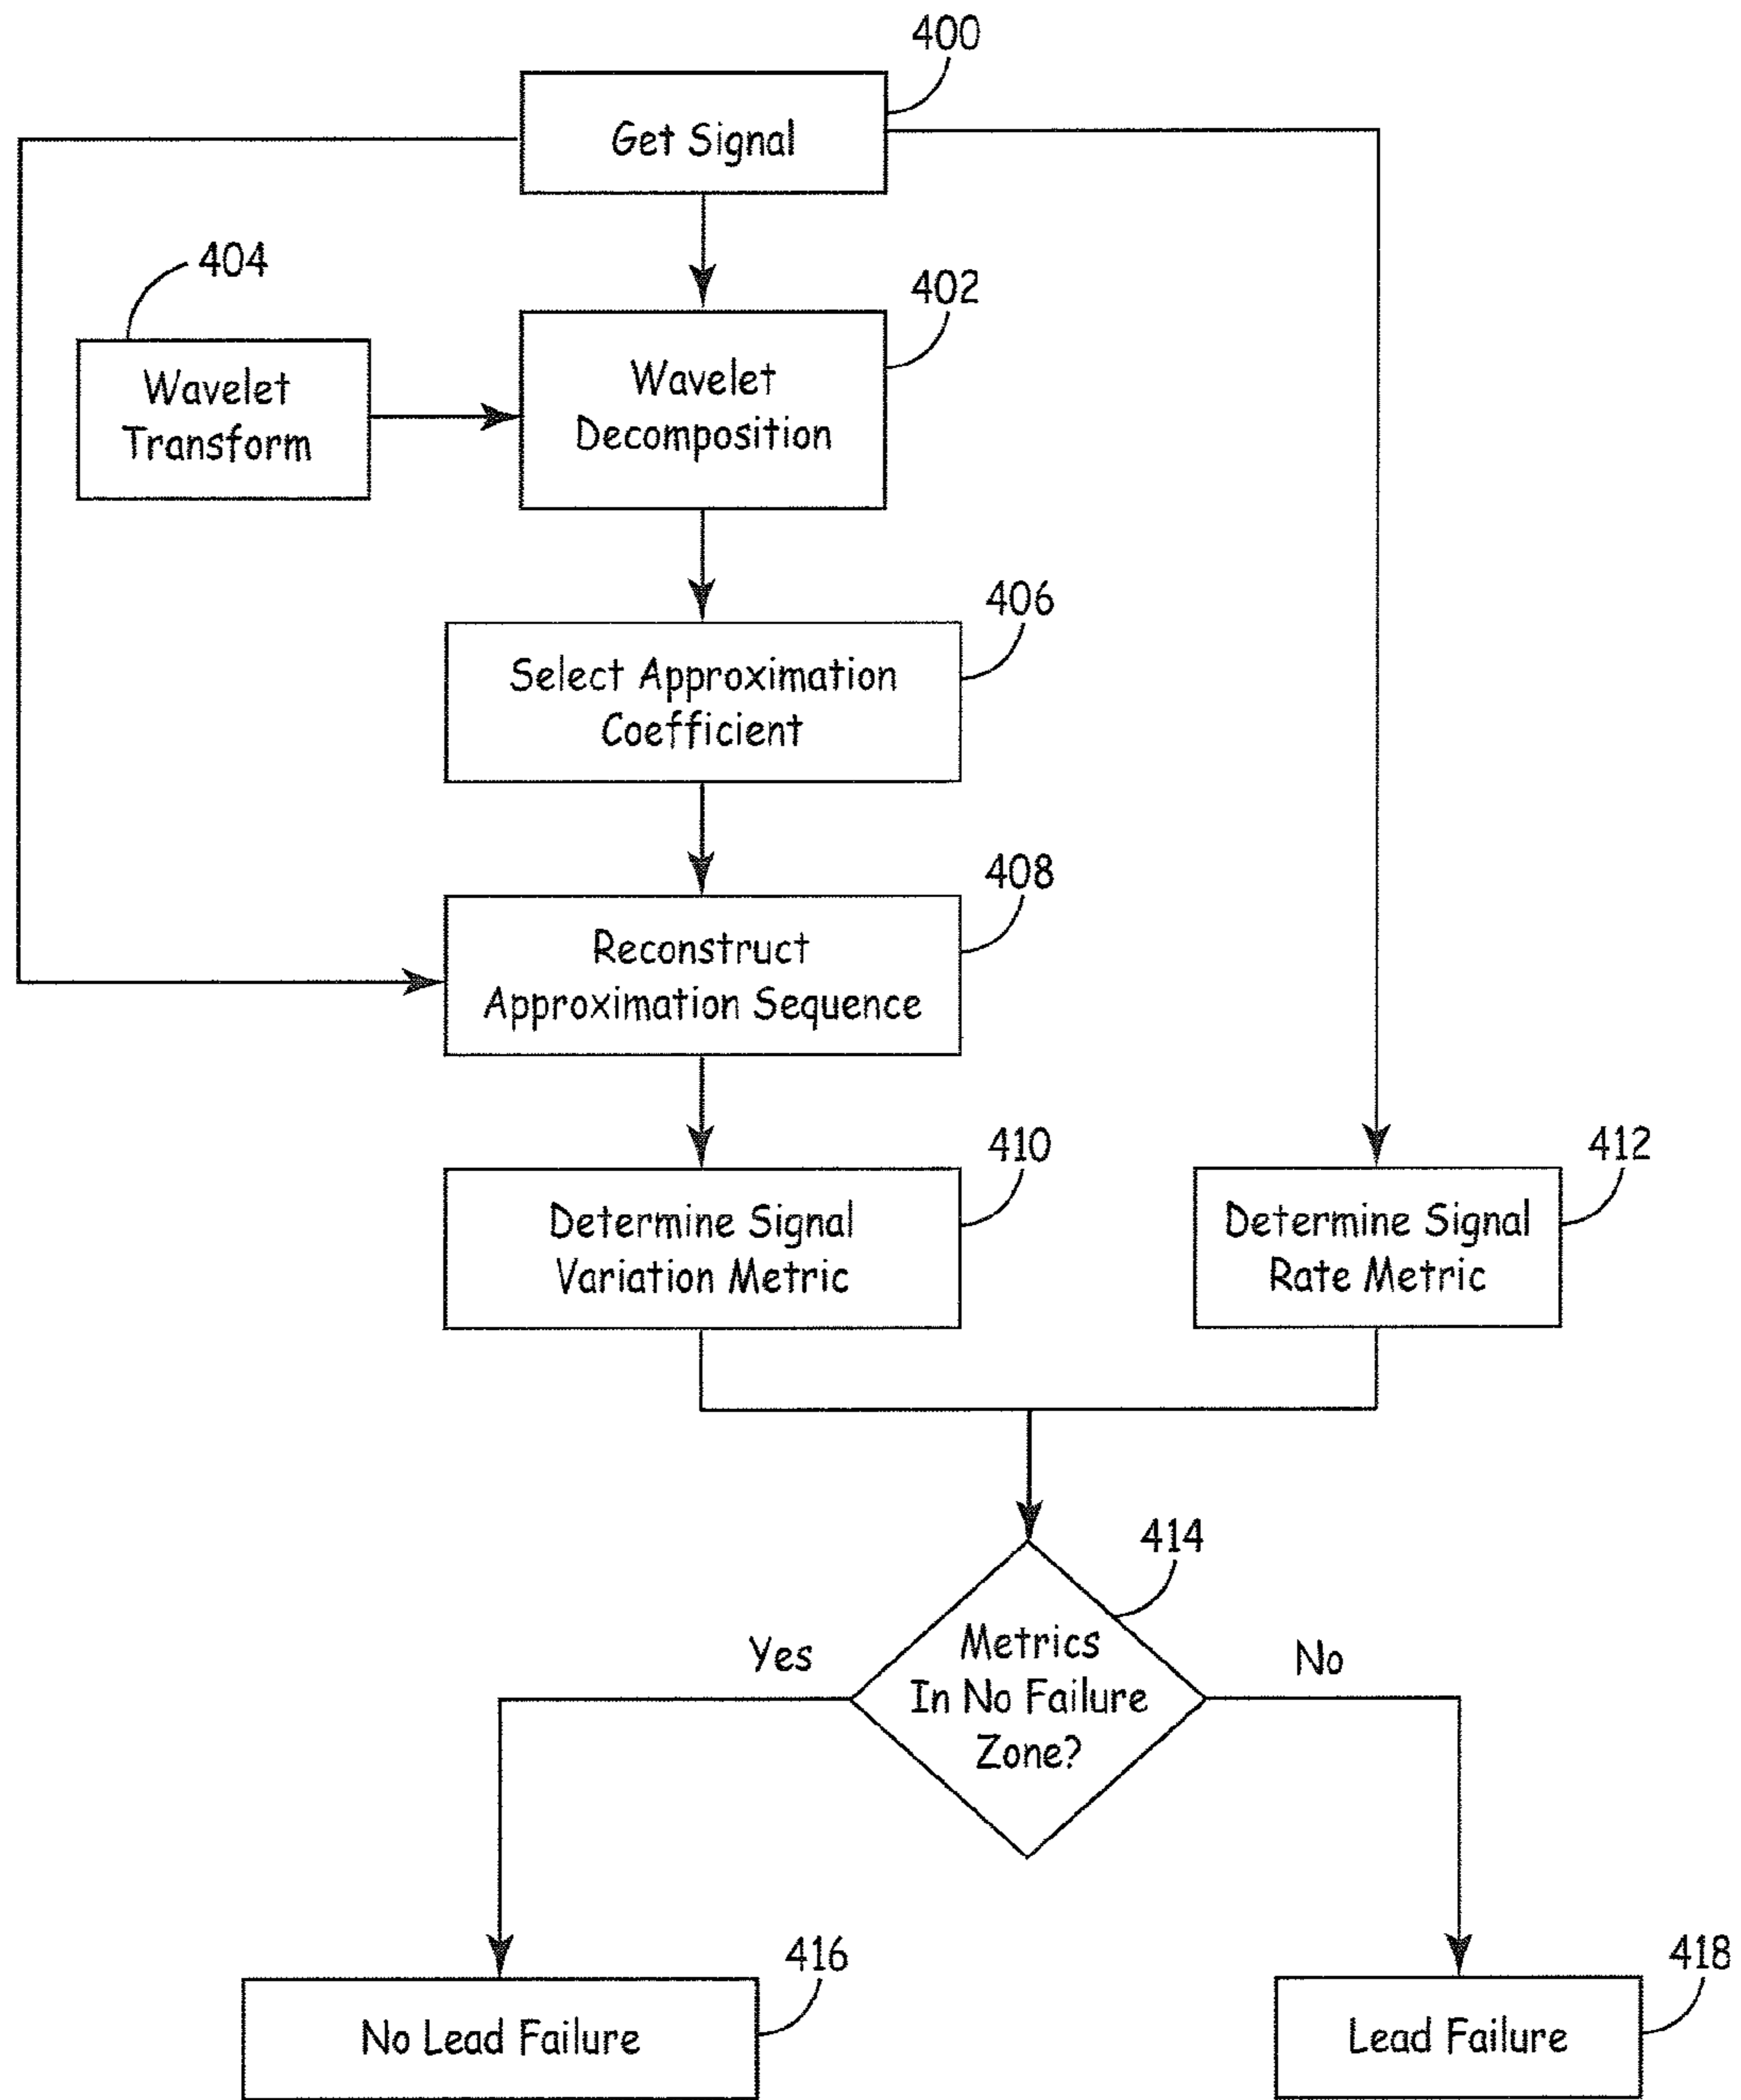 400
Get Signal
404
402
Wavelet
Transform
Wavelet
Decomposition
406
Select Approximation
Coefficient
408
Reconstruct
Approximation Sequence
410
412
Determine Signal
Variation Metric
Determine Signal
Rate Metric
414
Yes
Metrics
In No Failure
Zone?
No
416
418
No Lead Failure
Lead Failure